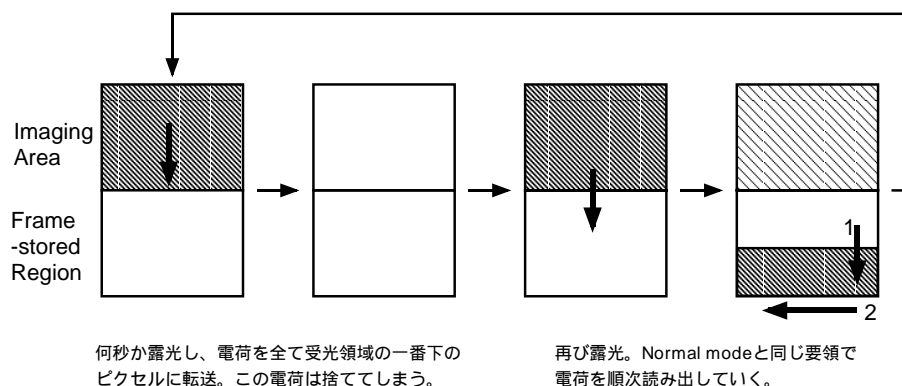 Imaging
Area
Frame
-stored
Region
1
2
何秒か露光し、電荷を全て受光領域の一番下の
ピクセルに転送。この電荷は捨ててしまう。
再び露光。Normal modeと同じ要領で
電荷を順次読み出していく。